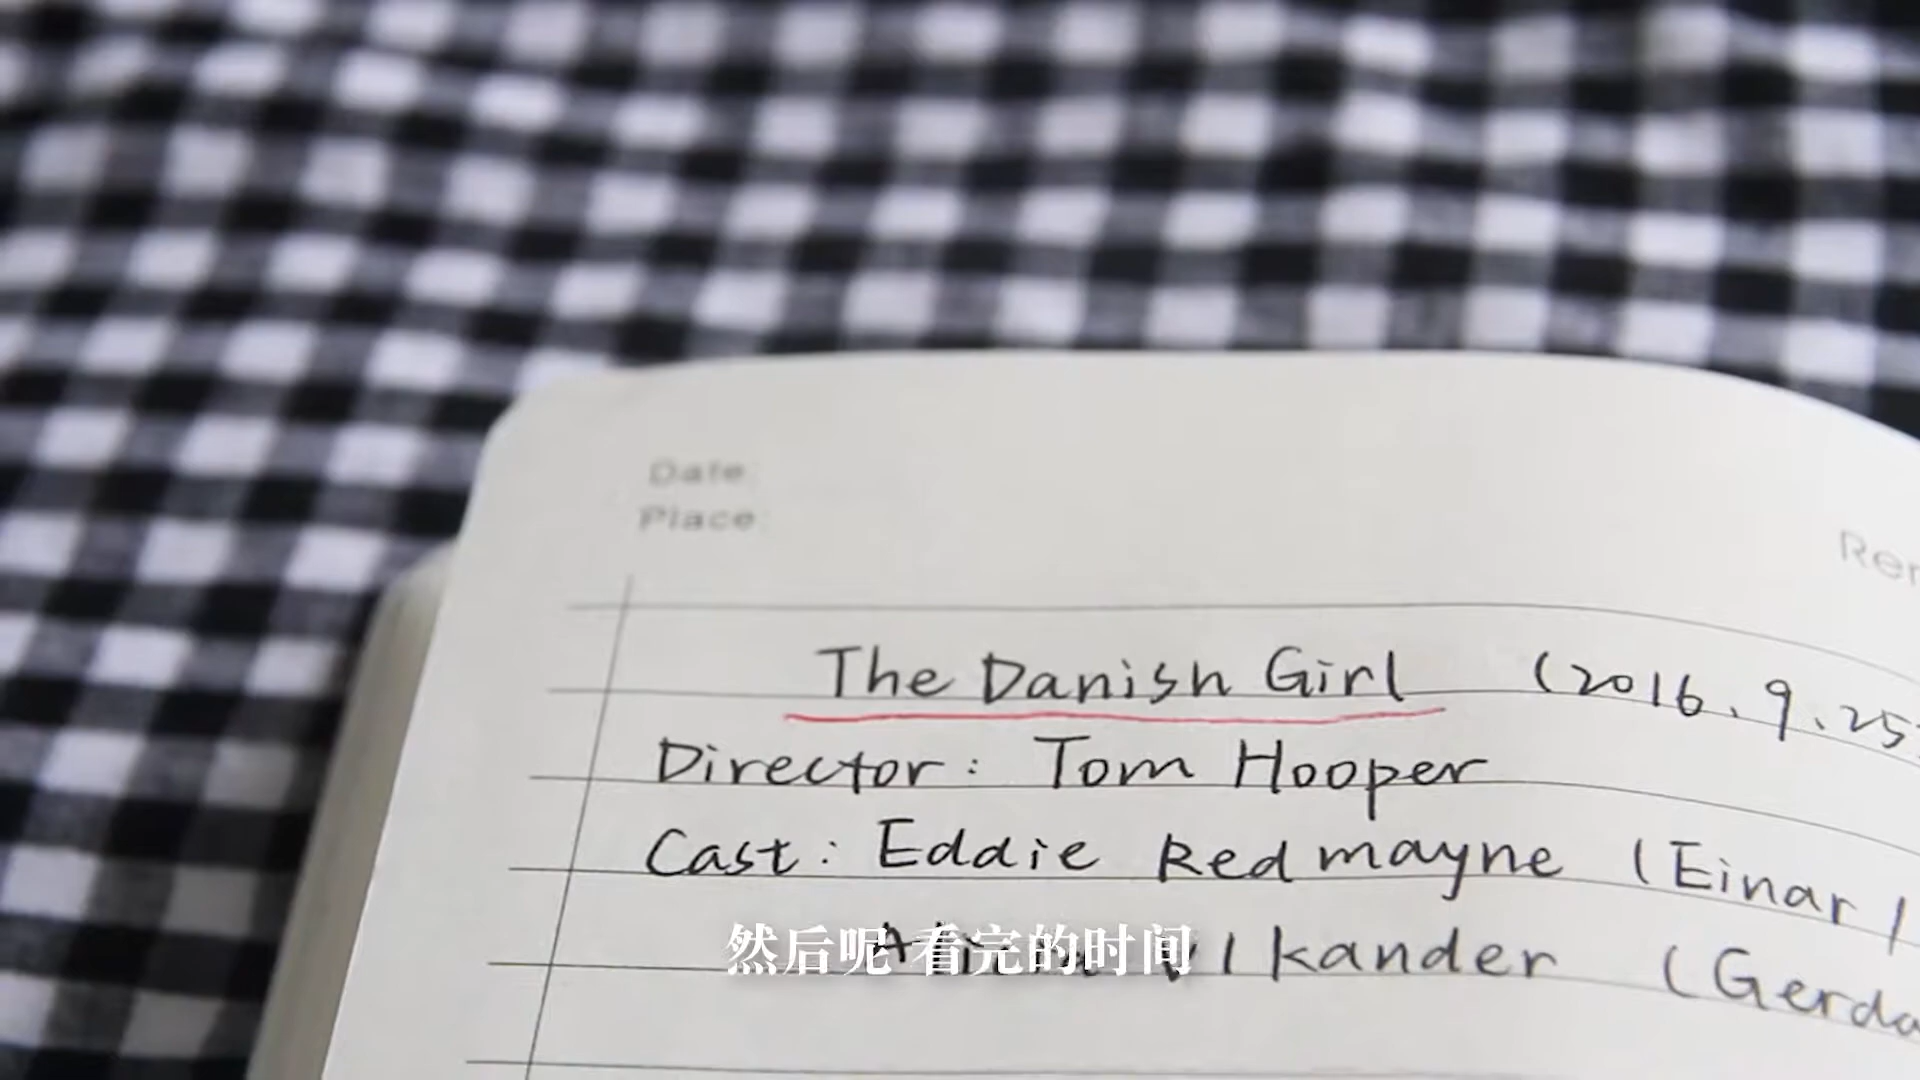 Date:
Place:
The Danish Girl (2016.9.25
Director: Tom Hooper
Cast: Eddie Redmayne (Einar /
Vikander (Gerda
然后呢 看完的时间